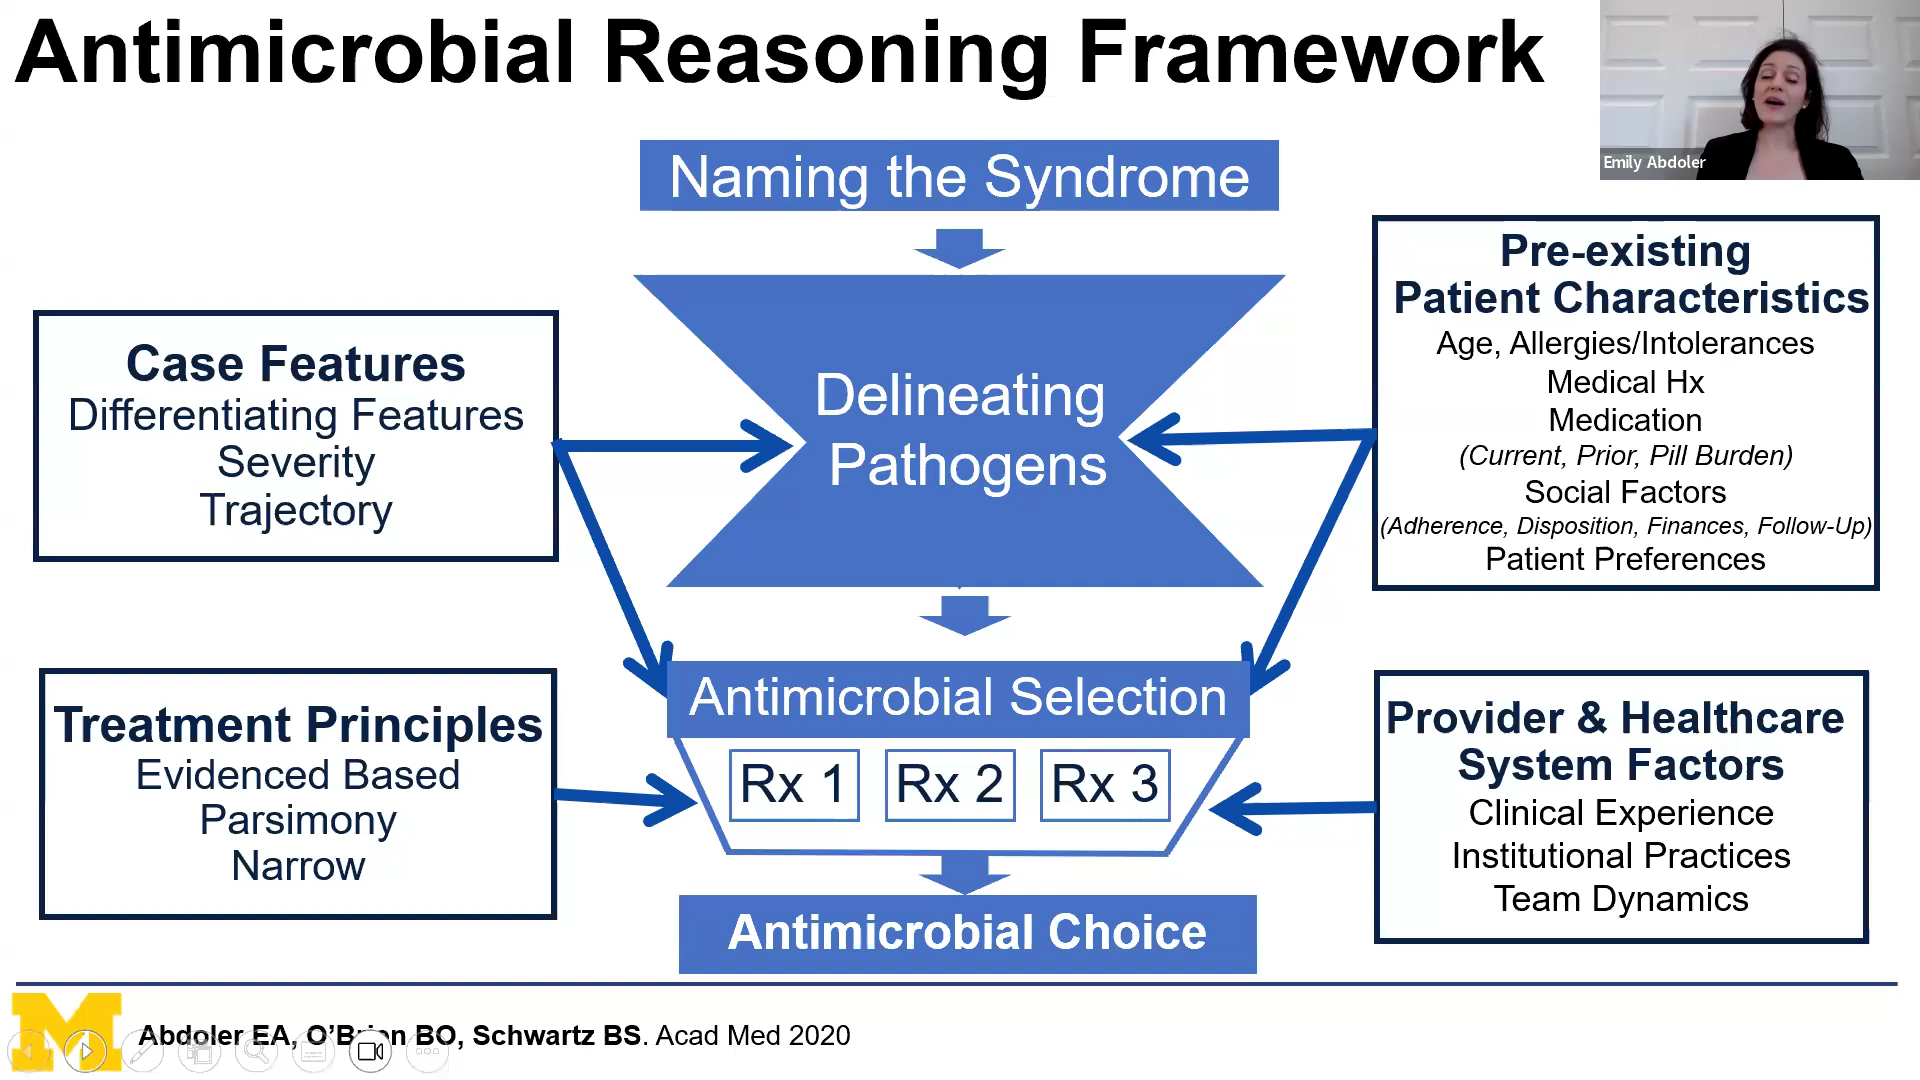 Antimicrobial Reasoning Framework
Emily Abdoler
Naming the Syndrome
Delineating
Pathogens
Case Features
Differentiating Features
Severity
Trajectory
Pre-existing
Patient Characteristics
Age, Allergies/Intolerances
Medical Hx
Medication
(Current, Prior, Pill Burden)
Social Factors
(Adherence, Disposition, Finances, Follow-Up)
Patient Preferences
Antimicrobial Selection
Rx 1
Rx 2
Rx 3
Treatment Principles
Evidenced Based
Parsimony
Narrow
Provider & Healthcare
System Factors
Clinical Experience
Institutional Practices
Team Dynamics
Antimicrobial Choice
M
Abdoler EA, O'Brien BO, Schwartz BS. Acad Med 2020